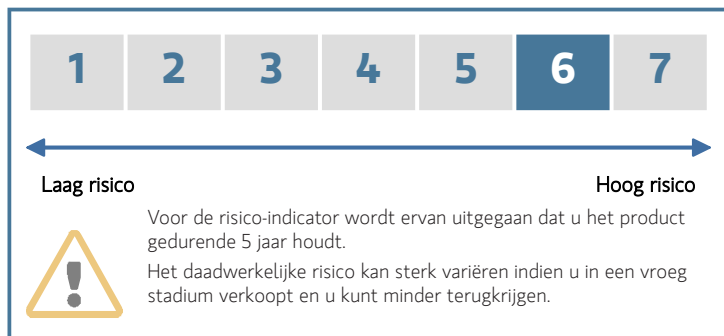 1 2 3 4 5 6 7
Laag risico Hoog risico
Voor de risico-indicator wordt ervan uitgegaan dat u het product
gedurende 5 jaar houdt.
Het daadwerkelijke risico kan sterk variëren indien u in een vroeg
stadium verkoopt en u kunt minder terugkrijgen.